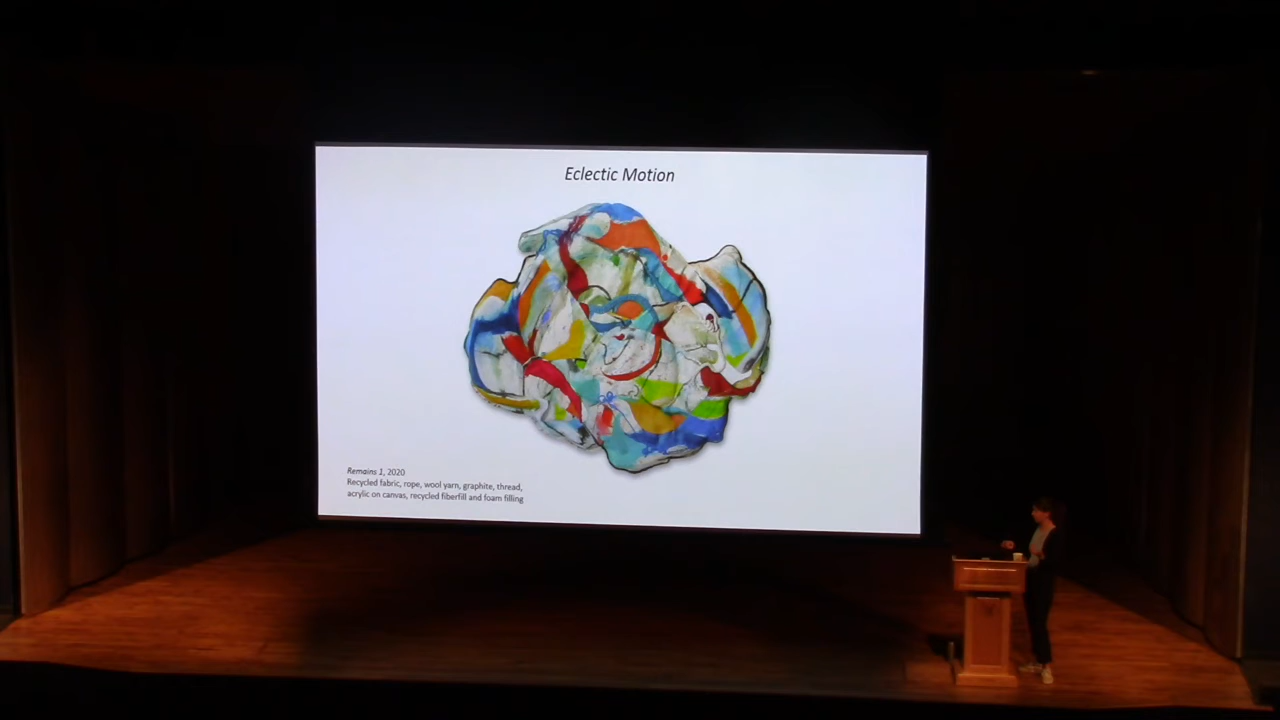 Eclectic Motion
Remains 1, 2020
Recycled fabric, rope, wool yarn, graphite, thread,
acrylic on canvas, recycled fiberfill and foam filling